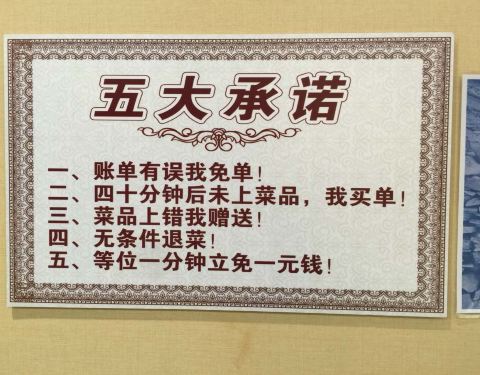 五大承诺
一、账单有误我免单!
二、四十分钟后未上菜品，我买单!
三、菜品上错我赠送!
四、无条件退菜!
五、等位一分钟立免一元钱!